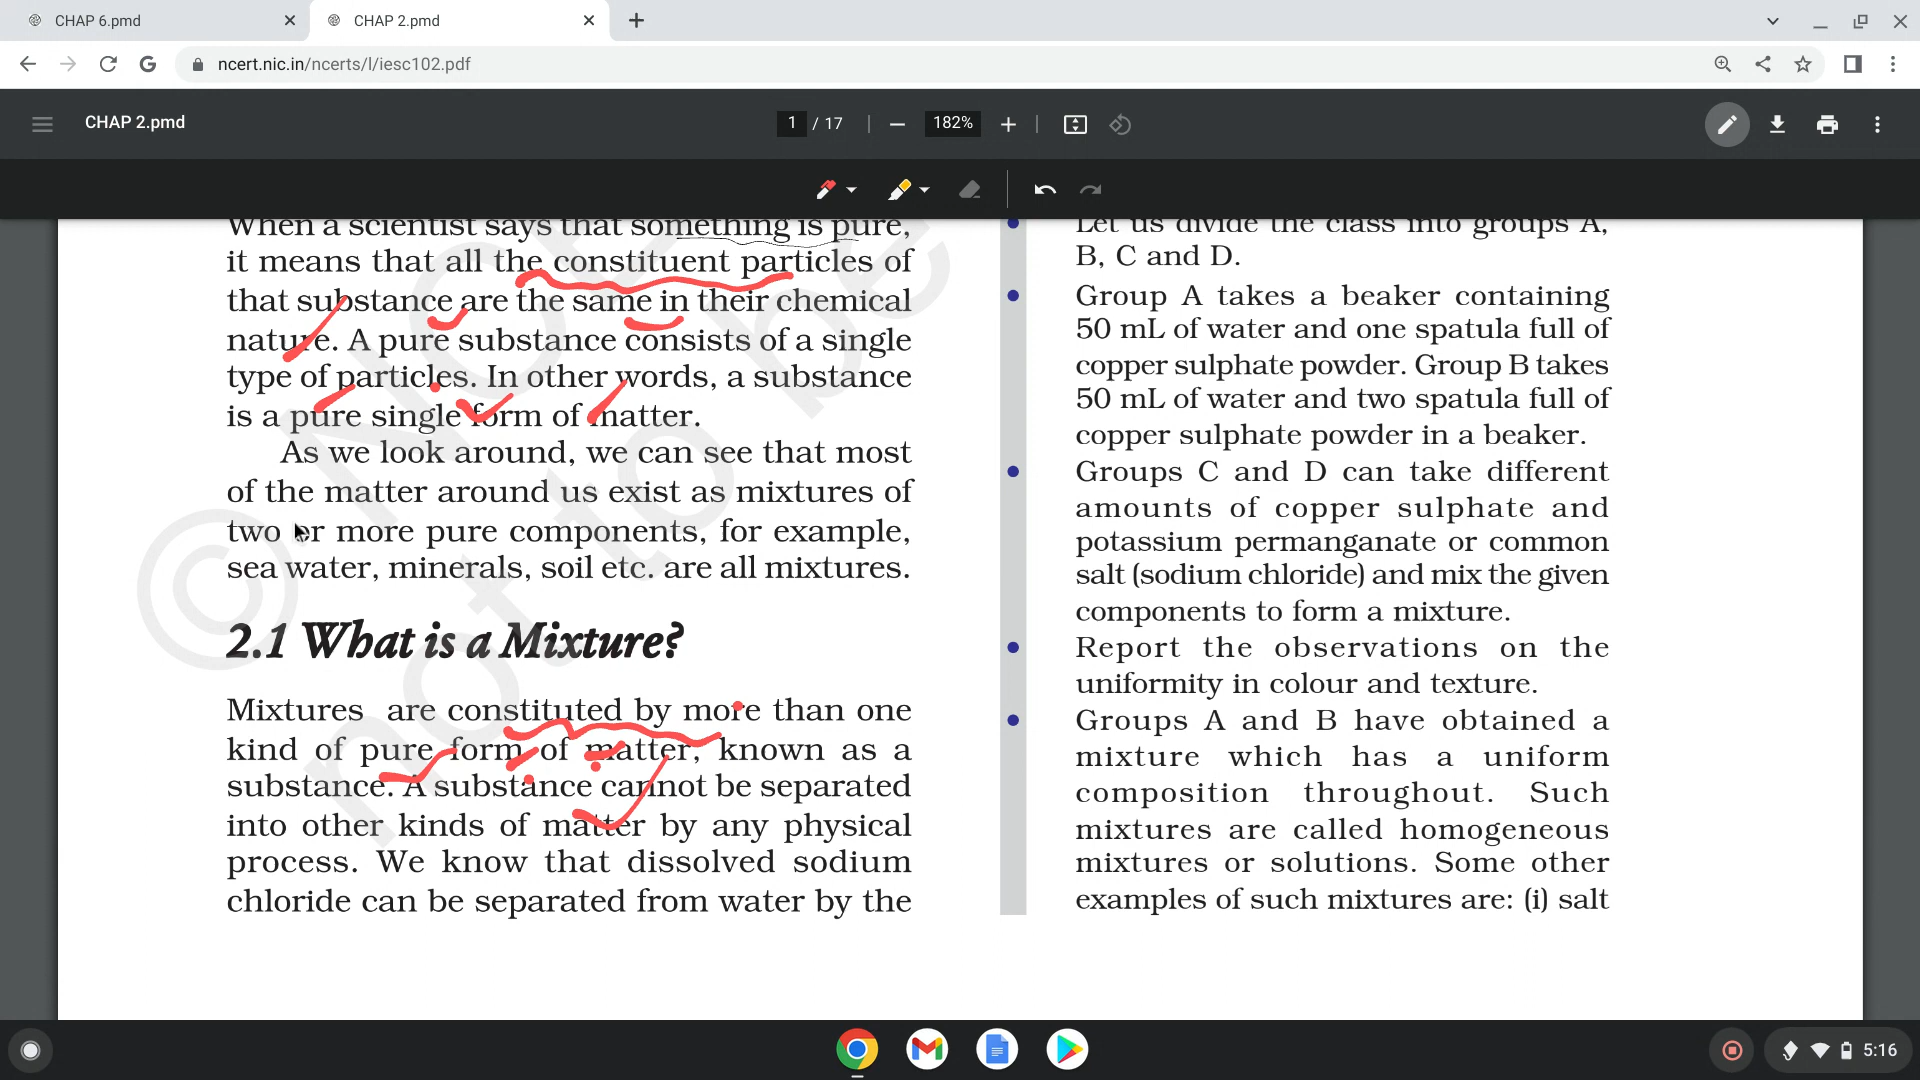 CHAP 6.pmd
CHAP 2.pmd
ncert.nic.in/ncerts/l/iesc102.pdf
CHAP 2.pmd
1 / 17
182%
When a scientist says that something is pure,
it means that all the constituent particles of
that substance are the same in their chemical
nature. A pure substance consists of a single
type of particles. In other words, a substance
is a pure single form of matter.
As we look around, we can see that most
of the matter around us exist as mixtures of
two or more pure components, for example,
sea water, minerals, soil etc. are all mixtures.
2.1 What is a Mixture?
Mixtures are constituted by more than one
kind of pure form of matter, known as a
substance. A substance cannot be separated
into other kinds of matter by any physical
process. We know that dissolved sodium
chloride can be separated from water by the
Let us divide the class into groups A,
B, C and D.
Group A takes a beaker containing
50 mL of water and one spatula full of
copper sulphate powder. Group B takes
50 mL of water and two spatula full of
copper sulphate powder in a beaker.
Groups C and D can take different
amounts of copper sulphate and
potassium permanganate or common
salt (sodium chloride) and mix the given
components to form a mixture.
Report the observations on the
uniformity in colour and texture.
Groups A and B have obtained a
mixture which has a uniform
composition throughout. Such
mixtures are called homogeneous
mixtures or solutions. Some other
examples of such mixtures are: (i) salt
not to be
5:16